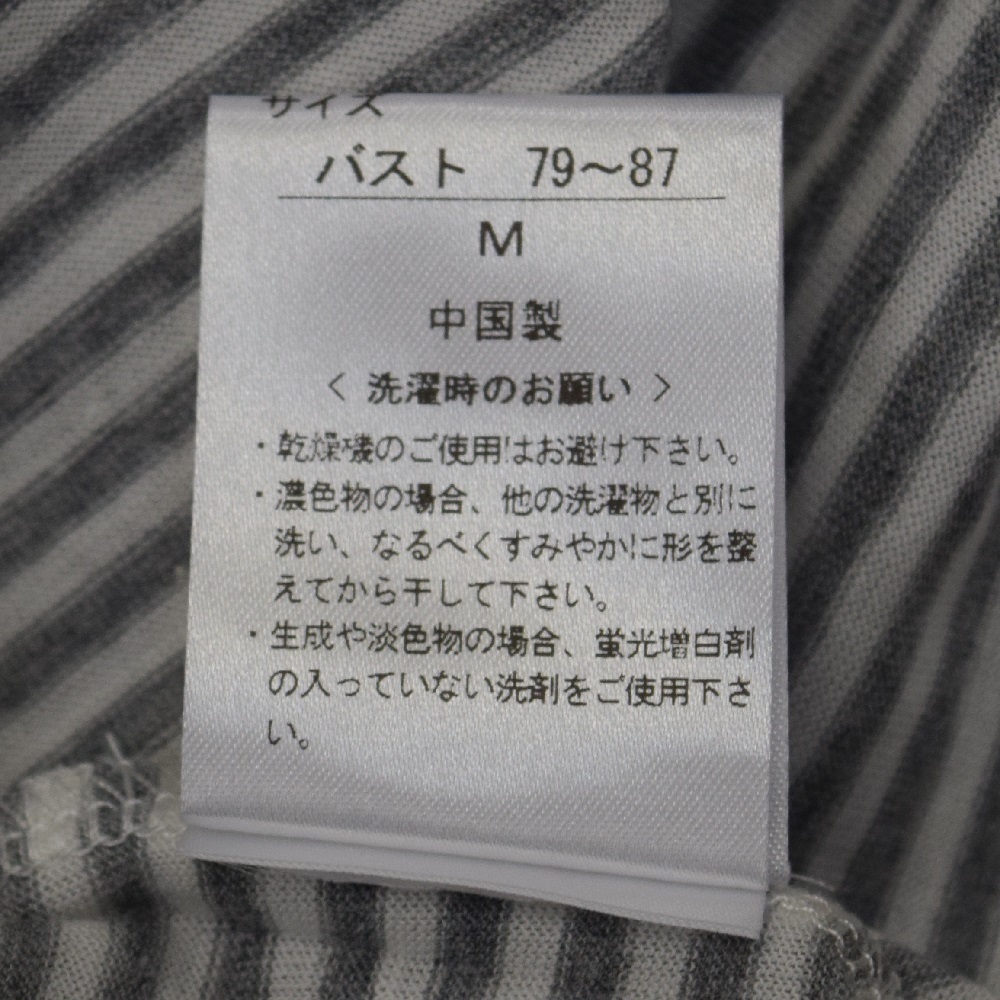 サイズ
バスト　79～87
M
中国製
〈 洗濯時のお願い 〉
・乾燥機のご使用はお避け下さい。
・濃色物の場合、他の洗濯物と別に
洗い、なるべくすみやかに形を整
えてから干して下さい。
・生成や淡色物の場合、蛍光増白剤
の入っていない洗剤をご使用下さ
い。